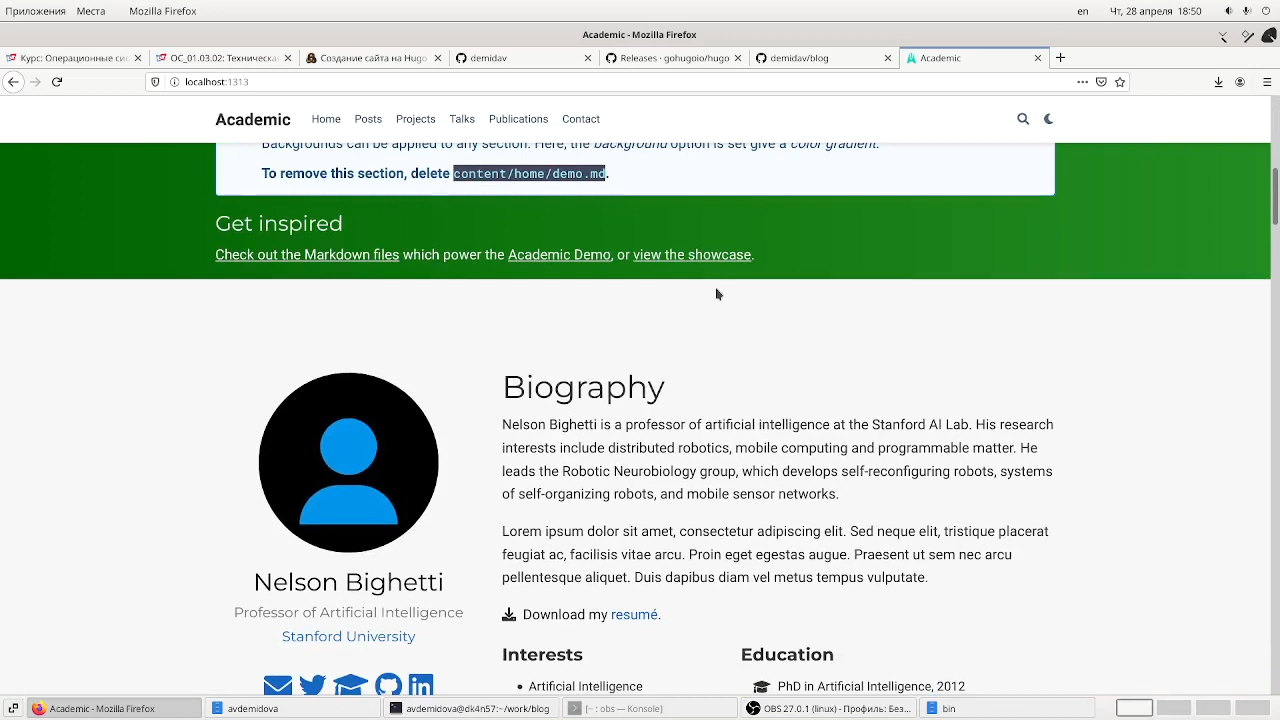 Приложения Места Mozilla Firefox en Чт, 28 апреля 18:50
Academic - Mozilla Firefox
Курс: Операционные сис ОС_01.03.02: Техническа Создание сайта на Hugo demidav Releases · gohugoio/hugo demidav/blog Academic
localhost:1313
Academic Home Posts Projects Talks Publications Contact
Backgrounds can be applied to any section. Here, the background option is set give a color gradient.
To remove this section, delete content/home/demo.md.
Get inspired
Check out the Markdown files which power the Academic Demo, or view the showcase.
Biography
Nelson Bighetti is a professor of artificial intelligence at the Stanford AI Lab. His research
interests include distributed robotics, mobile computing and programmable matter. He
leads the Robotic Neurobiology group, which develops self-reconfiguring robots, systems
of self-organizing robots, and mobile sensor networks.
Lorem ipsum dolor sit amet, consectetur adipiscing elit. Sed neque elit, tristique placerat
feugiat ac, facilisis vitae arcu. Proin eget egestas augue. Praesent ut sem nec arcu
pellentesque aliquet. Duis dapibus diam vel metus tempus vulputate.
Download my resumé.
Nelson Bighetti
Professor of Artificial Intelligence
Stanford University
Interests
Education
• Artificial Intelligence
PhD in Artificial Intelligence, 2012
Academic - Mozilla Firefox avdemidova avdemidova@dk4n57:~/work/blog [~ : obs — Konsole] OBS 27.0.1 (linux) - Профиль: Без... bin